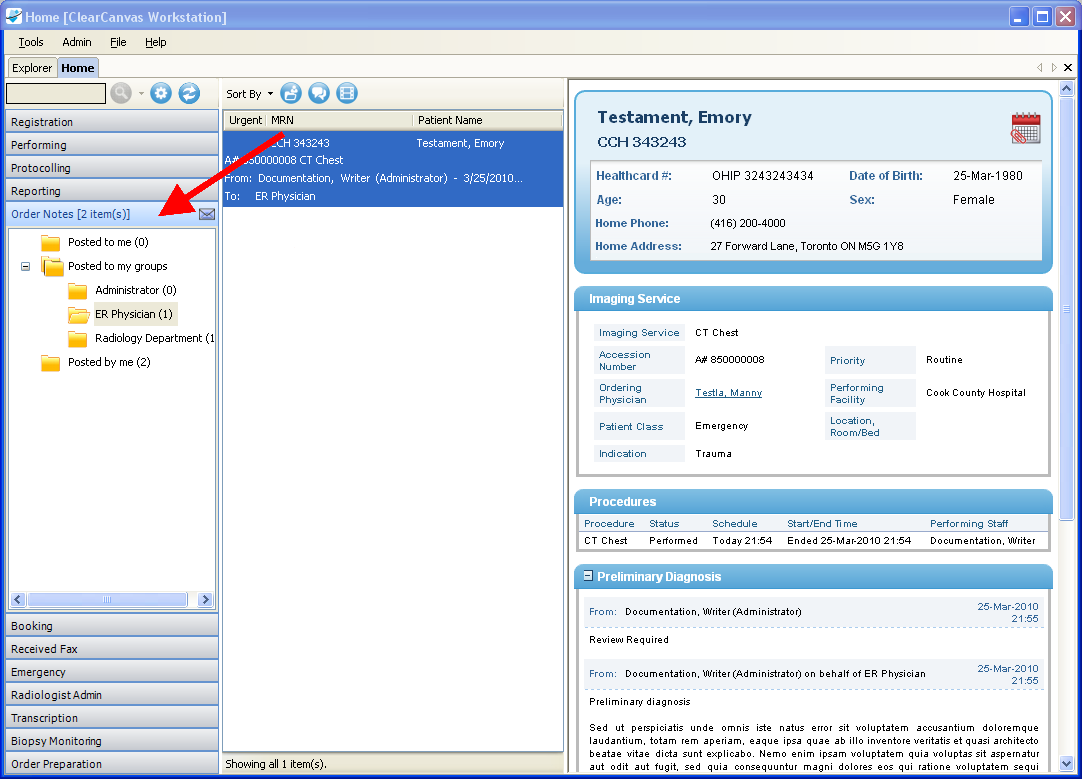 Home [ClearCanvas Workstation]
Tools Admin File Help
Explorer Home
Registration
Performing
Protocolling
Reporting
Order Notes [2 item(s)]
Posted to me (0)
Posted to my groups
Administrator (0)
ER Physician (1)
Radiology Department (1
Posted by me (2)
Booking
Received Fax
Emergency
Radiologist Admin
Transcription
Biopsy Monitoring
Order Preparation
Sort By
Urgent MRN Patient Name
CCH 343243 Testament, Emory
A# 850000008 CT Chest
From: Documentation, Writer (Administrator) - 3/25/2010...
To: ER Physician
Showing all 1 item(s).
Testament, Emory
CCH 343243
Healthcard #: OHIP 3243243434 Date of Birth: 25-Mar-1980
Age: 30 Sex: Female
Home Phone: (416) 200-4000
Home Address: 27 Forward Lane, Toronto ON M5G 1Y8
Imaging Service
Imaging Service CT Chest
Accession Number A# 850000008 Priority Routine
Ordering Physician Testla, Manny Performing Facility Cook County Hospital
Patient Class Emergency Location, Room/Bed
Indication Trauma
Procedures
Procedure Status Schedule Start/End Time Performing Staff
CT Chest Performed Today 21:54 Ended 25-Mar-2010 21:54 Documentation, Writer
Preliminary Diagnosis
From: Documentation, Writer (Administrator) 25-Mar-2010 21:55
Review Required
From: Documentation, Writer (Administrator) on behalf of ER Physician 25-Mar-2010 21:55
Preliminary diagnosis
Sed ut perspiciatis unde omnis iste natus error sit voluptatem accusantium doloremque
laudantium, totam rem aperiam, eaque ipsa quae ab illo inventore veritatis et quasi architecto
beatae vitae dicta sunt explicabo. Nemo enim ipsam voluptatem quia voluptas sit aspernatur
aut odit aut fugit, sed quia consequuntur magni dolores eos qui ratione voluptatem sequi